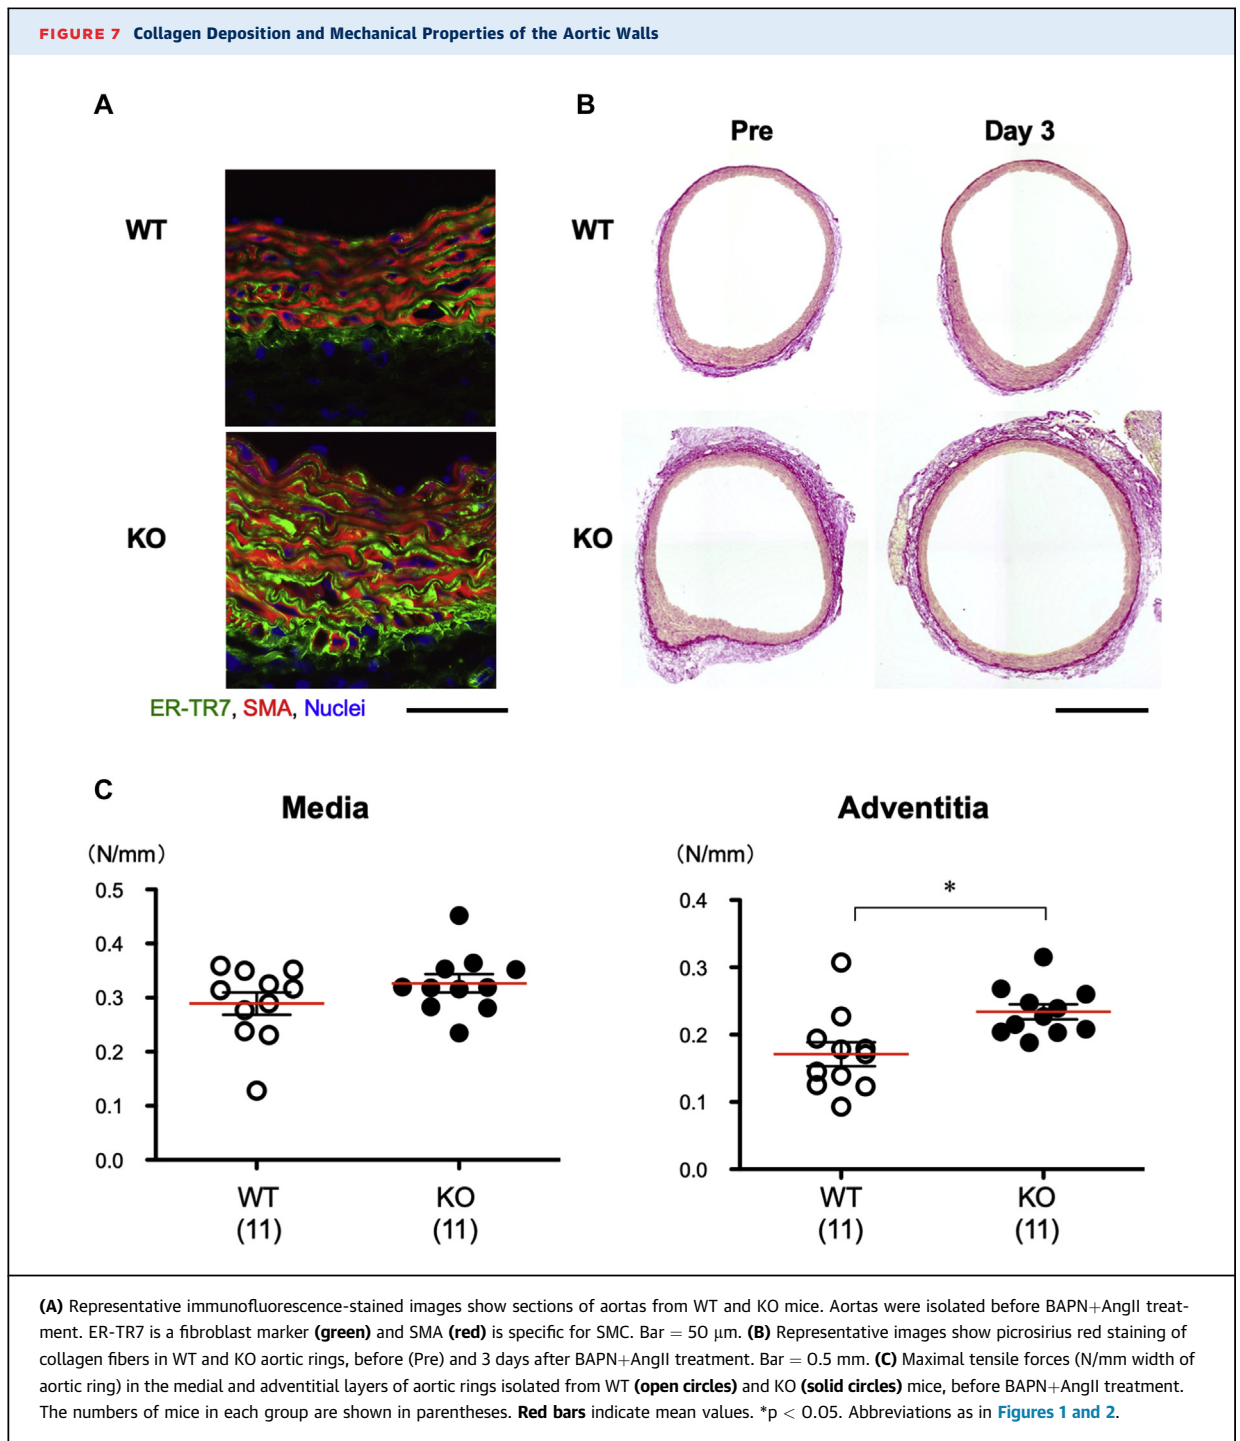 FIGURE 7 Collagen Deposition and Mechanical Properties of the Aortic Walls
A
B
Pre
Day 3
WT
WT
KO
KO
ER-TR7, SMA, Nuclei
C
Media
Adventitia
(N/mm)
(N/mm)
0.5
0.4
0.3
0.2
0.1
0.0
WT
KO
(11)
(11)
*
0.4
0.3
0.2
0.1
0.0
WT
KO
(11)
(11)
(A) Representative immunofluorescence-stained images show sections of aortas from WT and KO mice. Aortas were isolated before BAPN+AngII treat-
ment. ER-TR7 is a fibroblast marker (green) and SMA (red) is specific for SMC. Bar = 50 μm. (B) Representative images show picrosirius red staining of
collagen fibers in WT and KO aortic rings, before (Pre) and 3 days after BAPN+AngII treatment. Bar = 0.5 mm. (C) Maximal tensile forces (N/mm width of
aortic ring) in the medial and adventitial layers of aortic rings isolated from WT (open circles) and KO (solid circles) mice, before BAPN+AngII treatment.
The numbers of mice in each group are shown in parentheses. Red bars indicate mean values. *p < 0.05. Abbreviations as in Figures 1 and 2.